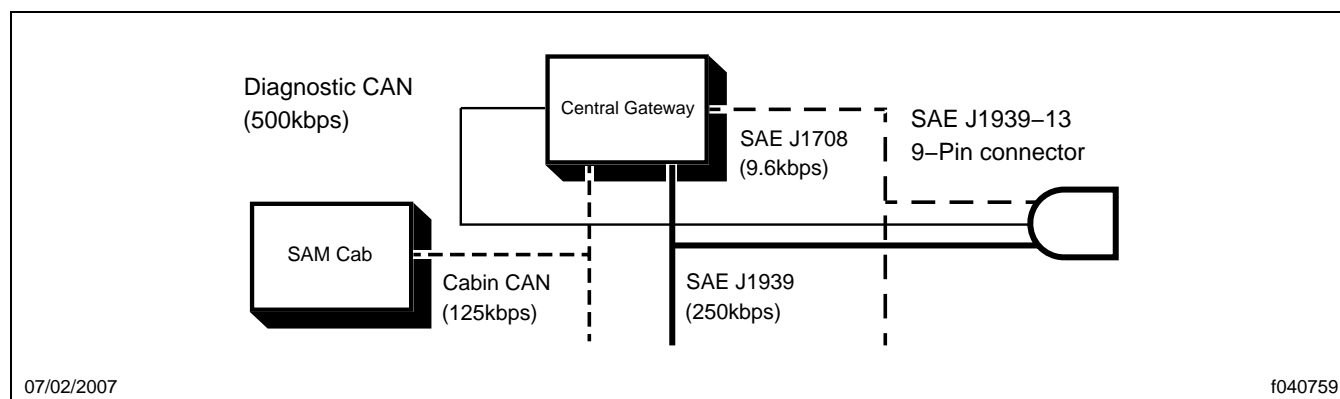 Diagnostic CAN
(500kbps)
Central Gateway
SAE J1708
(9.6kbps)
SAE J1939−13
9−Pin connector
SAM Cab
Cabin CAN
(125kbps)
SAE J1939
(250kbps)
07/02/2007
f040759